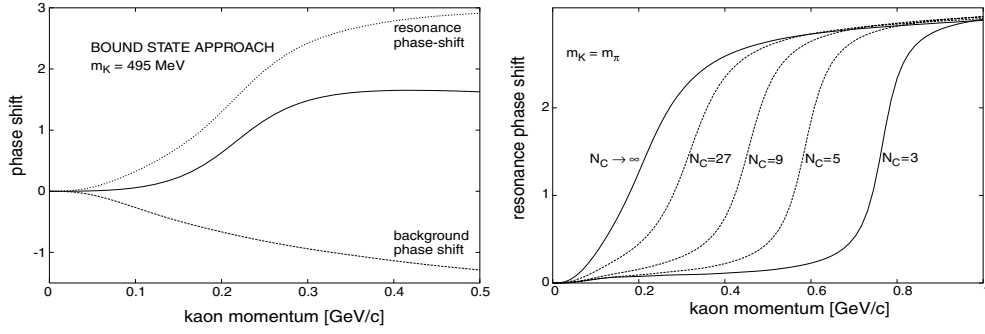 3
2
1
0
-1
BOUND STATE APPROACH
m_K = 495 MeV
resonance
phase-shift
background
phase shift
phase shift
0 0.1 0.2 0.3 0.4 0.5
kaon momentum [GeV/c]
2
1
0
m_K = m_π
N_C → ∞ N_C=27 N_C=9 N_C=5 N_C=3
resonance phase shift
0 0.2 0.4 0.6 0.8 1
kaon momentum [GeV/c]